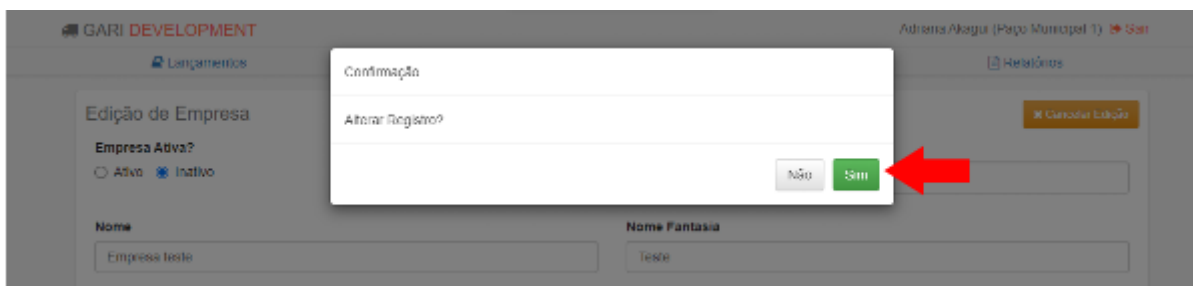 GARI DEVELOPMENT
Adriana Akagui (Paço Municipal 1) Sair
Lançamentos
Relatórios
Confirmação
Alterar Registro?
Não Sim
Edição de Empresa
Cancelar Edição
Empresa Ativa?
Ativo Inativo
Nome
Nome Fantasia
Empresa teste
Teste